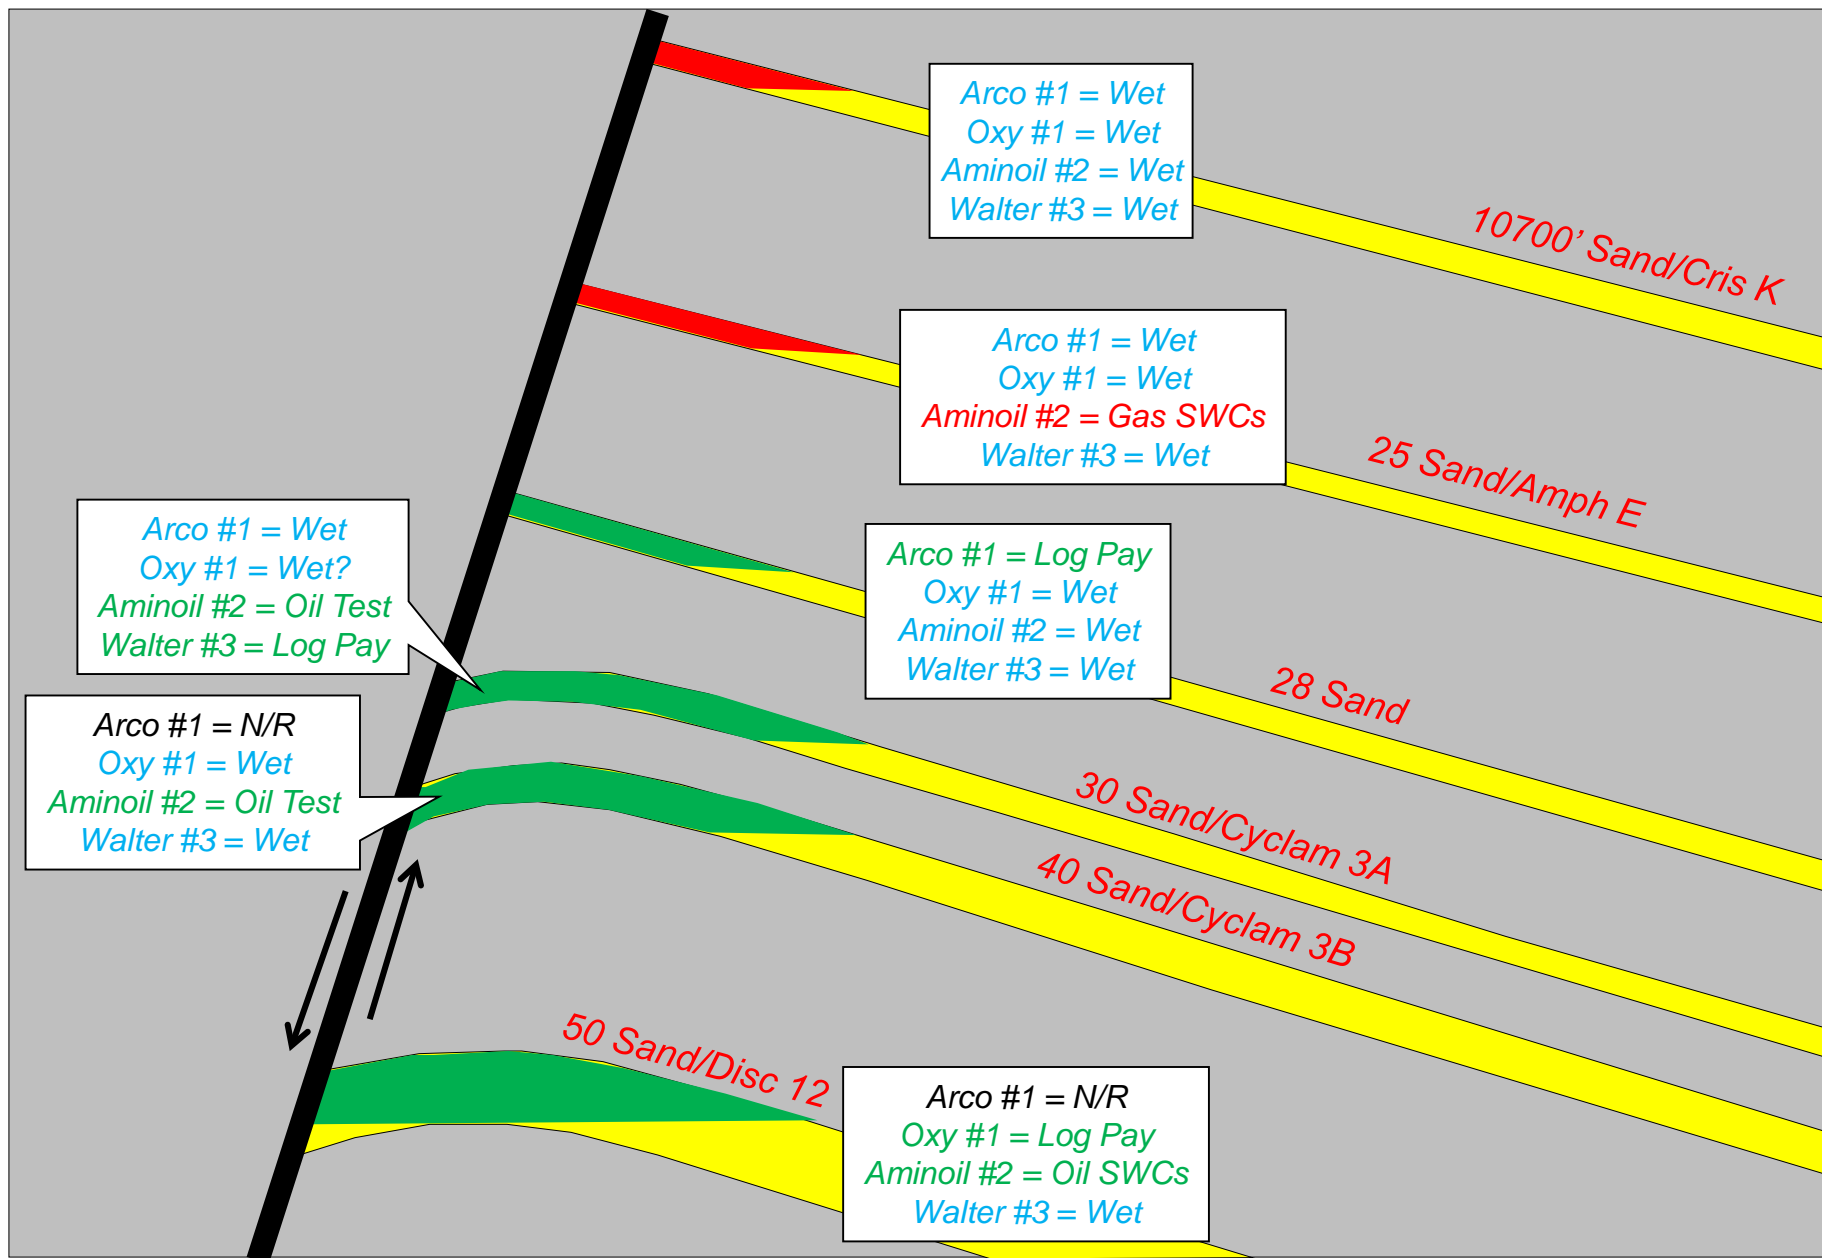 Arco #1 = Wet
Oxy #1 = Wet
Aminoil #2 = Wet
Walter #3 = Wet
10700’ Sand/Cris K
Arco #1 = Wet
Oxy #1 = Wet
Aminoil #2 = Gas SWCs
Walter #3 = Wet
25 Sand/Amph E
Arco #1 = Wet
Oxy #1 = Wet?
Aminoil #2 = Oil Test
Walter #3 = Log Pay
Arco #1 = Log Pay
Oxy #1 = Wet
Aminoil #2 = Wet
Walter #3 = Wet
28 Sand
Arco #1 = N/R
Oxy #1 = Wet
Aminoil #2 = Oil Test
Walter #3 = Wet
30 Sand/Cyclam 3A
40 Sand/Cyclam 3B
50 Sand/Disc 12
Arco #1 = N/R
Oxy #1 = Log Pay
Aminoil #2 = Oil SWCs
Walter #3 = Wet